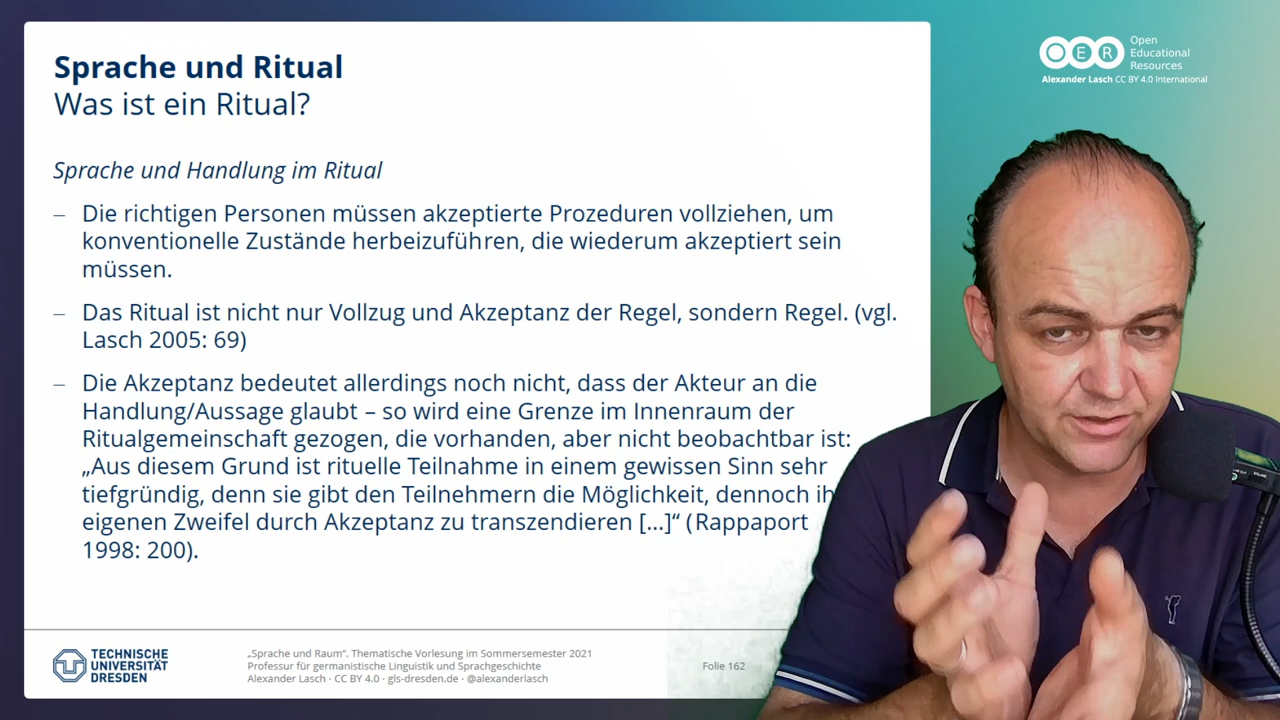 Sprache und Ritual
Was ist ein Ritual?
Sprache und Handlung im Ritual
– Die richtigen Personen müssen akzeptierte Prozeduren vollziehen, um
konventionelle Zustände herbeizuführen, die wiederum akzeptiert sein
müssen.
– Das Ritual ist nicht nur Vollzug und Akzeptanz der Regel, sondern Regel. (vgl.
Lasch 2005: 69)
– Die Akzeptanz bedeutet allerdings noch nicht, dass der Akteur an die
Handlung/Aussage glaubt – so wird eine Grenze im Innenraum der
Ritualgemeinschaft gezogen, die vorhanden, aber nicht beobachtbar ist:
„Aus diesem Grund ist rituelle Teilnahme in einem gewissen Sinn sehr
tiefgründig, denn sie gibt den Teilnehmern die Möglichkeit, dennoch
eigenen Zweifel durch Akzeptanz zu transzendieren [...]“ (Rappaport
1998: 200).
TECHNISCHE
UNIVERSITÄT
DRESDEN
„Sprache und Raum“. Thematische Vorlesung im Sommersemester 2021
Professur für germanistische Linguistik und Sprachgeschichte
Alexander Lasch · CC BY 4.0 · gls-dresden.de · @alexanderlasch
Folie 162
OER
Open
Educational
Resources
Alexander Lasch CC BY 4.0 International